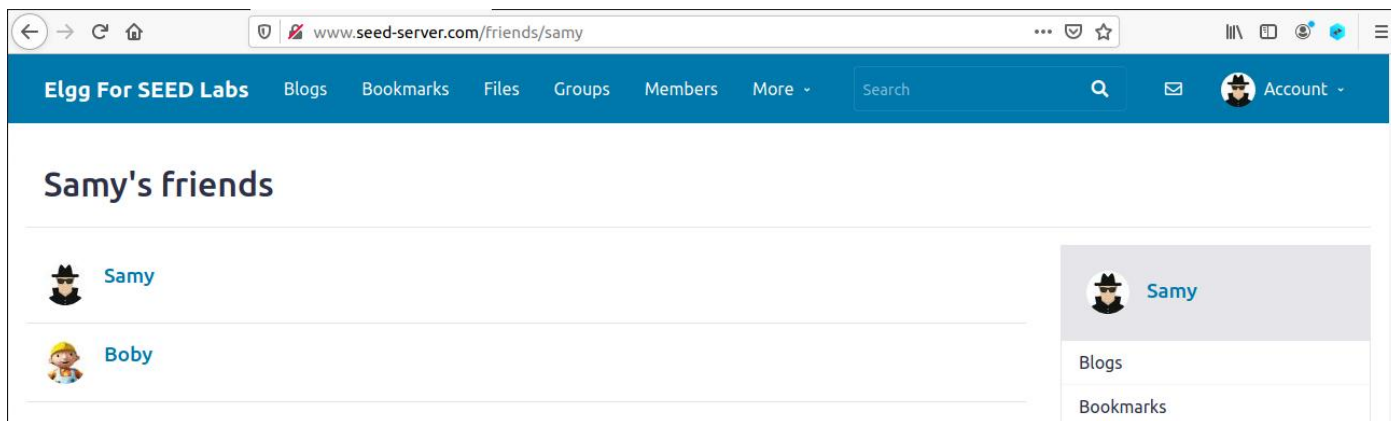 www.seed-server.com/friends/samy
Elgg For SEED Labs Blogs Bookmarks Files Groups Members More Search Account
Samy's friends
Samy
Boby
Samy
Blogs
Bookmarks